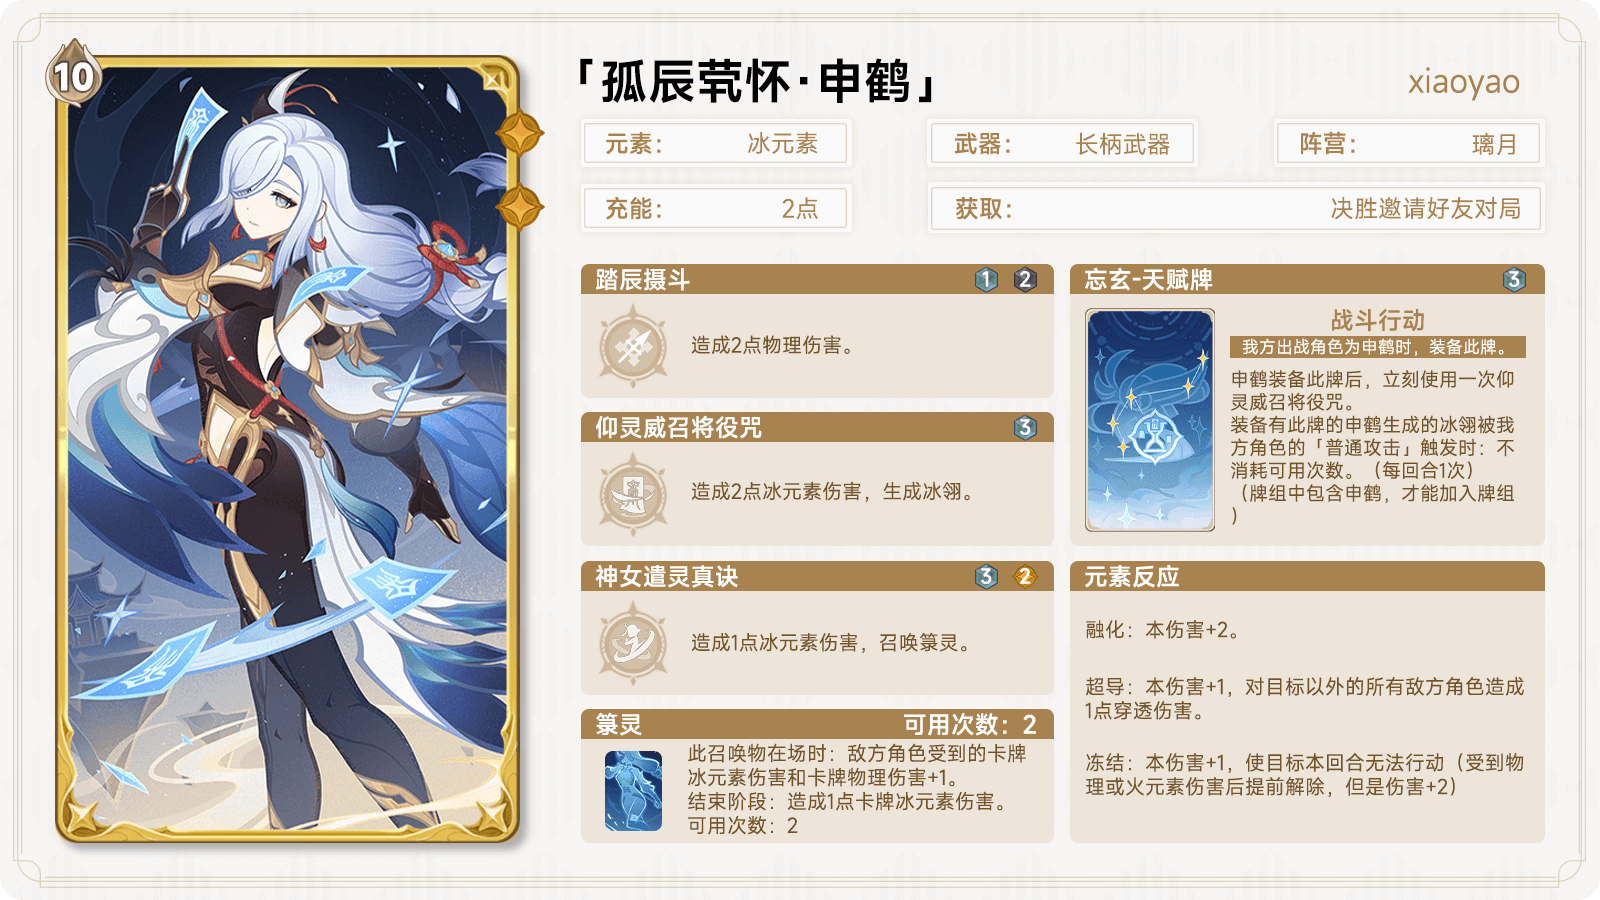 10
「孤辰茕怀·申鹤」
xiaoyao
元素： 冰元素
武器： 长柄武器
阵营： 璃月
充能： 2点
获取： 决胜邀请好友对局
踏辰摄斗 1 2
造成2点物理伤害。
仰灵威召将役咒 3
造成2点冰元素伤害，生成冰翎。
神女遣灵真诀 3 2
造成1点冰元素伤害，召唤箓灵。
箓灵 可用次数：2
此召唤物在场时：敌方角色受到的卡牌
冰元素伤害和卡牌物理伤害+1。
结束阶段：造成1点卡牌冰元素伤害。
可用次数：2
忘玄-天赋牌 3
战斗行动
我方出战角色为申鹤时，装备此牌。
申鹤装备此牌后，立刻使用一次仰
灵威召将役咒。
装备有此牌的申鹤生成的冰翎被我
方角色的「普通攻击」触发时：不
消耗可用次数。（每回合1次）
（牌组中包含申鹤，才能加入牌组
）
元素反应
融化：本伤害+2。
超导：本伤害+1，对目标以外的所有敌方角色造成
1点穿透伤害。
冻结：本伤害+1，使目标本回合无法行动（受到物
理或火元素伤害后提前解除，但是伤害+2）